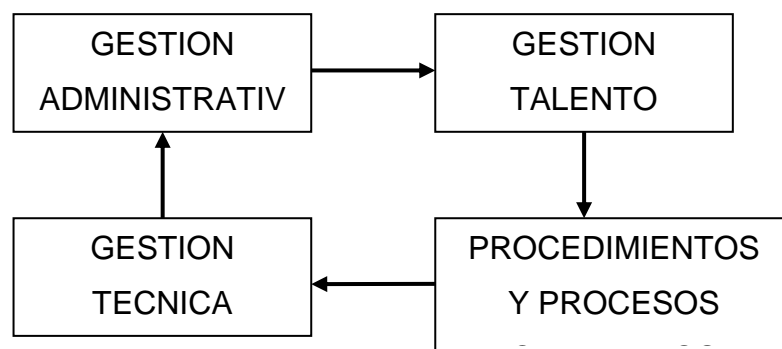 GESTION
ADMINISTRATIV
GESTION
TALENTO
GESTION
TECNICA
PROCEDIMIENTOS
Y PROCESOS